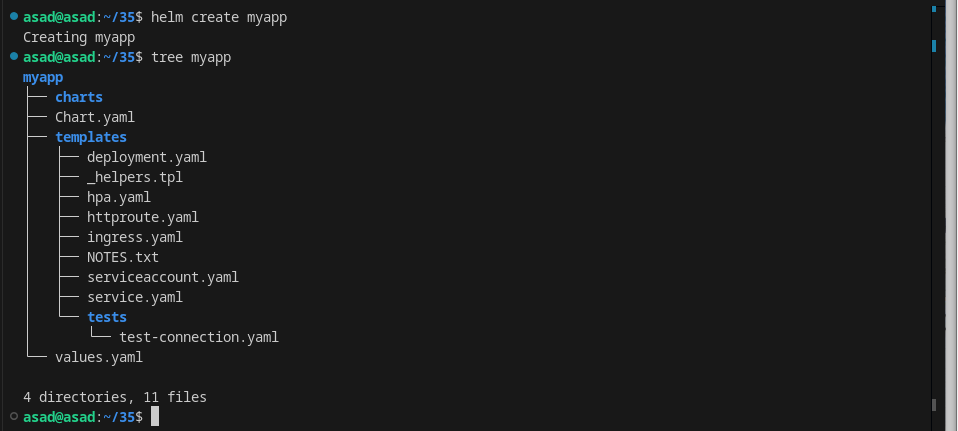 asad@asad:~/35$ helm create myapp
Creating myapp
asad@asad:~/35$ tree myapp
myapp
├── charts
├── Chart.yaml
├── templates
│   ├── deployment.yaml
│   ├── _helpers.tpl
│   ├── hpa.yaml
│   ├── httproute.yaml
│   ├── ingress.yaml
│   ├── NOTES.txt
│   ├── serviceaccount.yaml
│   ├── service.yaml
│   └── tests
│       └── test-connection.yaml
└── values.yaml
4 directories, 11 files
asad@asad:~/35$